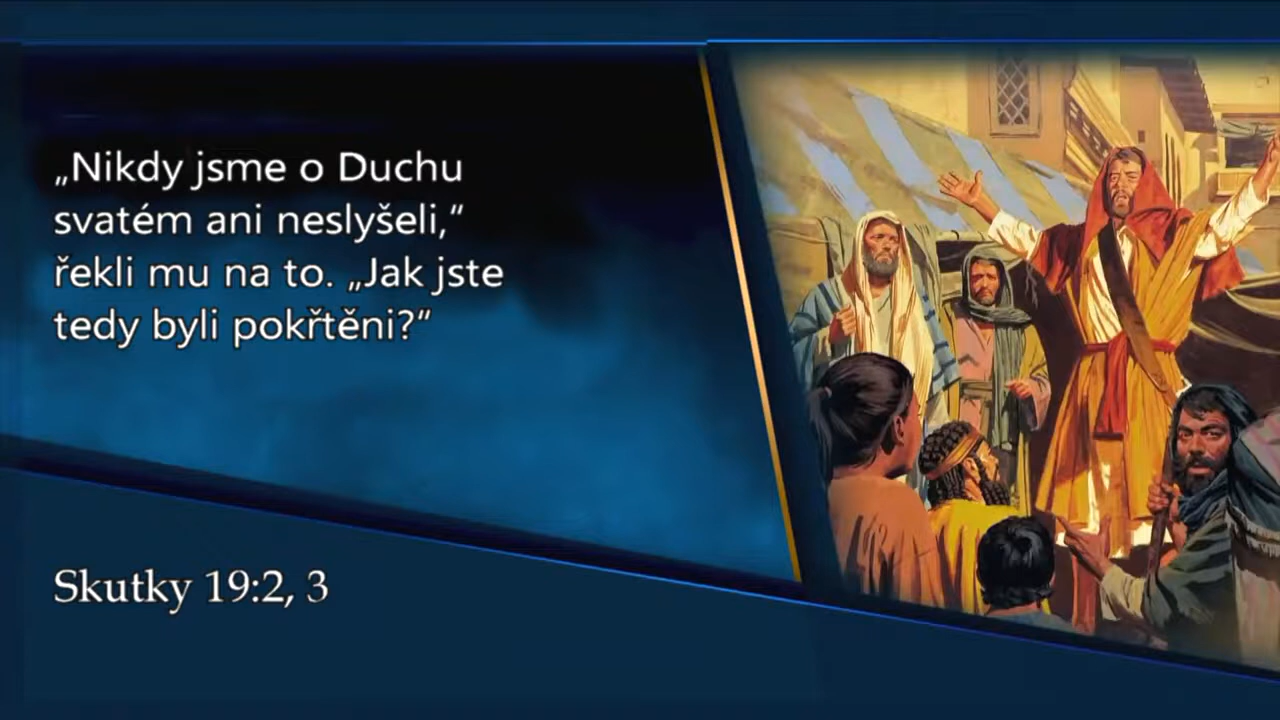 „Nikdy jsme o Duchu
svatém ani neslyšeli,“
řekli mu na to. „Jak jste
tedy byli pokřtěni?“
Skutky 19:2, 3